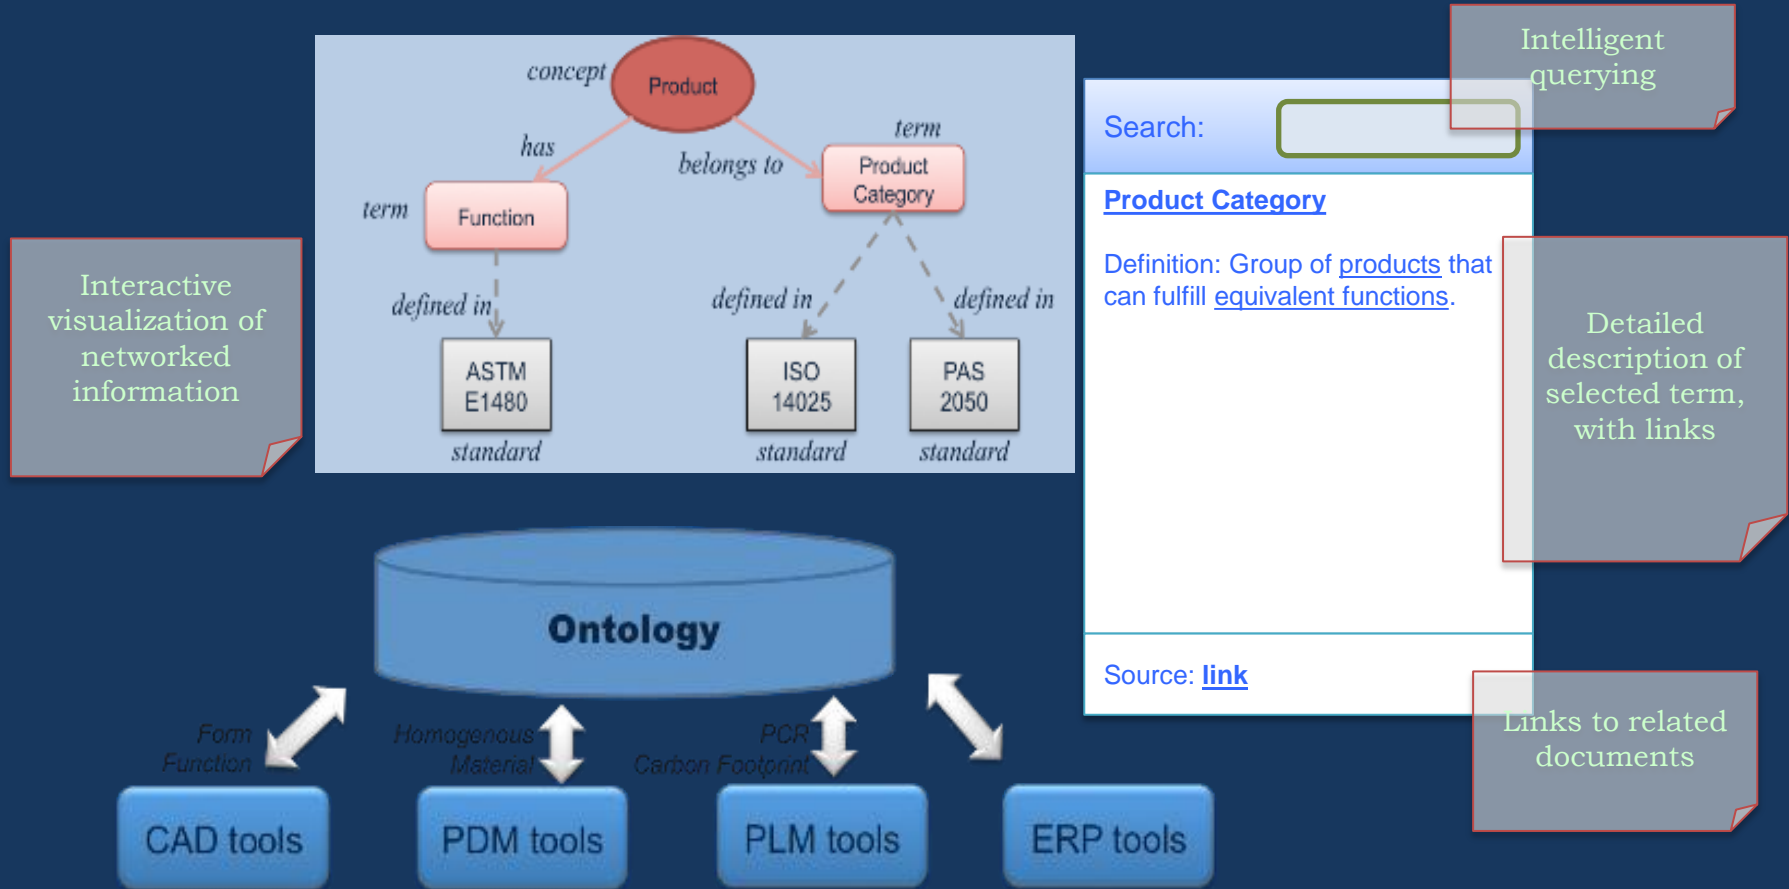 Intelligent
querying
concept
Product
has
belongs to
term
Product
Category
term
Function
defined in
defined in
defined in
ASTM
E1480
ISO
14025
PAS
2050
standard
standard
standard
Interactive
visualization of
networked
information
Search:
Product Category
Definition: Group of products that
can fulfill equivalent functions.
Source: link
Detailed
description of
selected term,
with links
Links to related
documents
Ontology
Form
Function
Homogenous
Material
PCR
Carbon Footprint
CAD tools
PDM tools
PLM tools
ERP tools